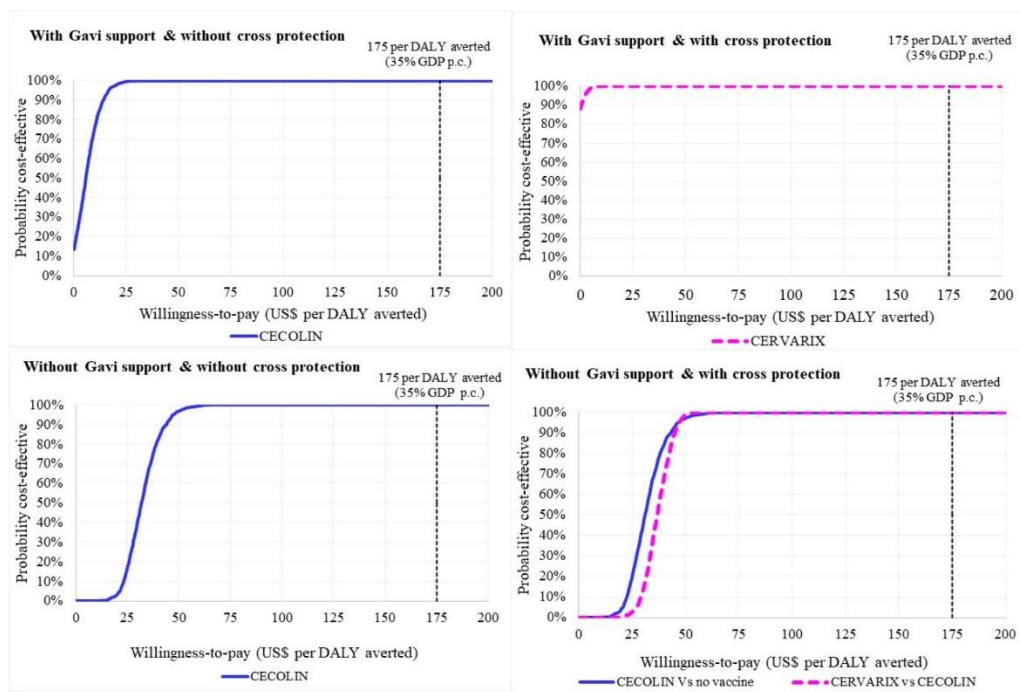 With Gavi support & without cross protection
175 per DALY averted
(35% GDP p.c.)
Probability cost-effective
100%
90%
80%
70%
60%
50%
40%
30%
20%
10%
0%
0 25 50 75 100 125 150 175 200
Willingness-to-pay (US$ per DALY averted)
CECOLIN
With Gavi support & with cross protection
175 per DALY averted
(35% GDP p.c.)
Probability cost-effective
100%
90%
80%
70%
60%
50%
40%
30%
20%
10%
0%
0 25 50 75 100 125 150 175 200
Willingness-to-pay (US$ per DALY averted)
CERVARIX
Without Gavi support & without cross protection
175 per DALY averted
(35% GDP p.c.)
Probability cost-effective
100%
90%
80%
70%
60%
50%
40%
30%
20%
10%
0%
0 25 50 75 100 125 150 175 200
Willingness-to-pay (US$ per DALY averted)
CECOLIN
Without Gavi support & with cross protection
175 per DALY averted
(35% GDP p.c.)
Probability cost-effective
100%
90%
80%
70%
60%
50%
40%
30%
20%
10%
0%
0 25 50 75 100 125 150 175 200
Willingness-to-pay (US$ per DALY averted)
CECOLIN Vs no vaccine CERVARIX vs CECOLIN